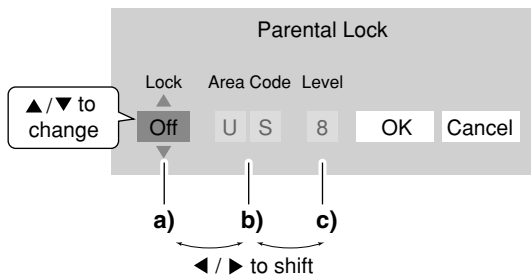 Parental Lock
Lock Area Code Level
▲/▼ to
change
Off U S 8 OK Cancel
a) b) c)
◀ / ▶ to shift